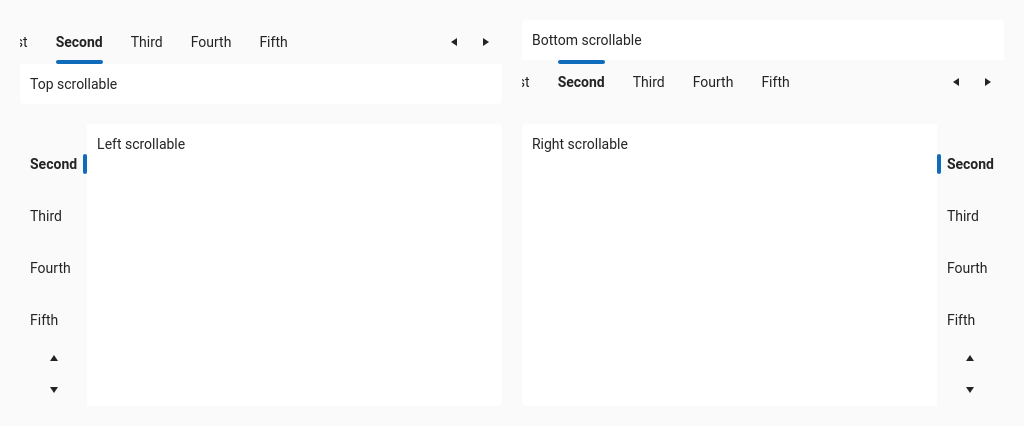 st Second Third Fourth Fifth
Top scrollable
Bottom scrollable
st Second Third Fourth Fifth
Left scrollable
Second
Third
Fourth
Fifth
Right scrollable
Second
Third
Fourth
Fifth